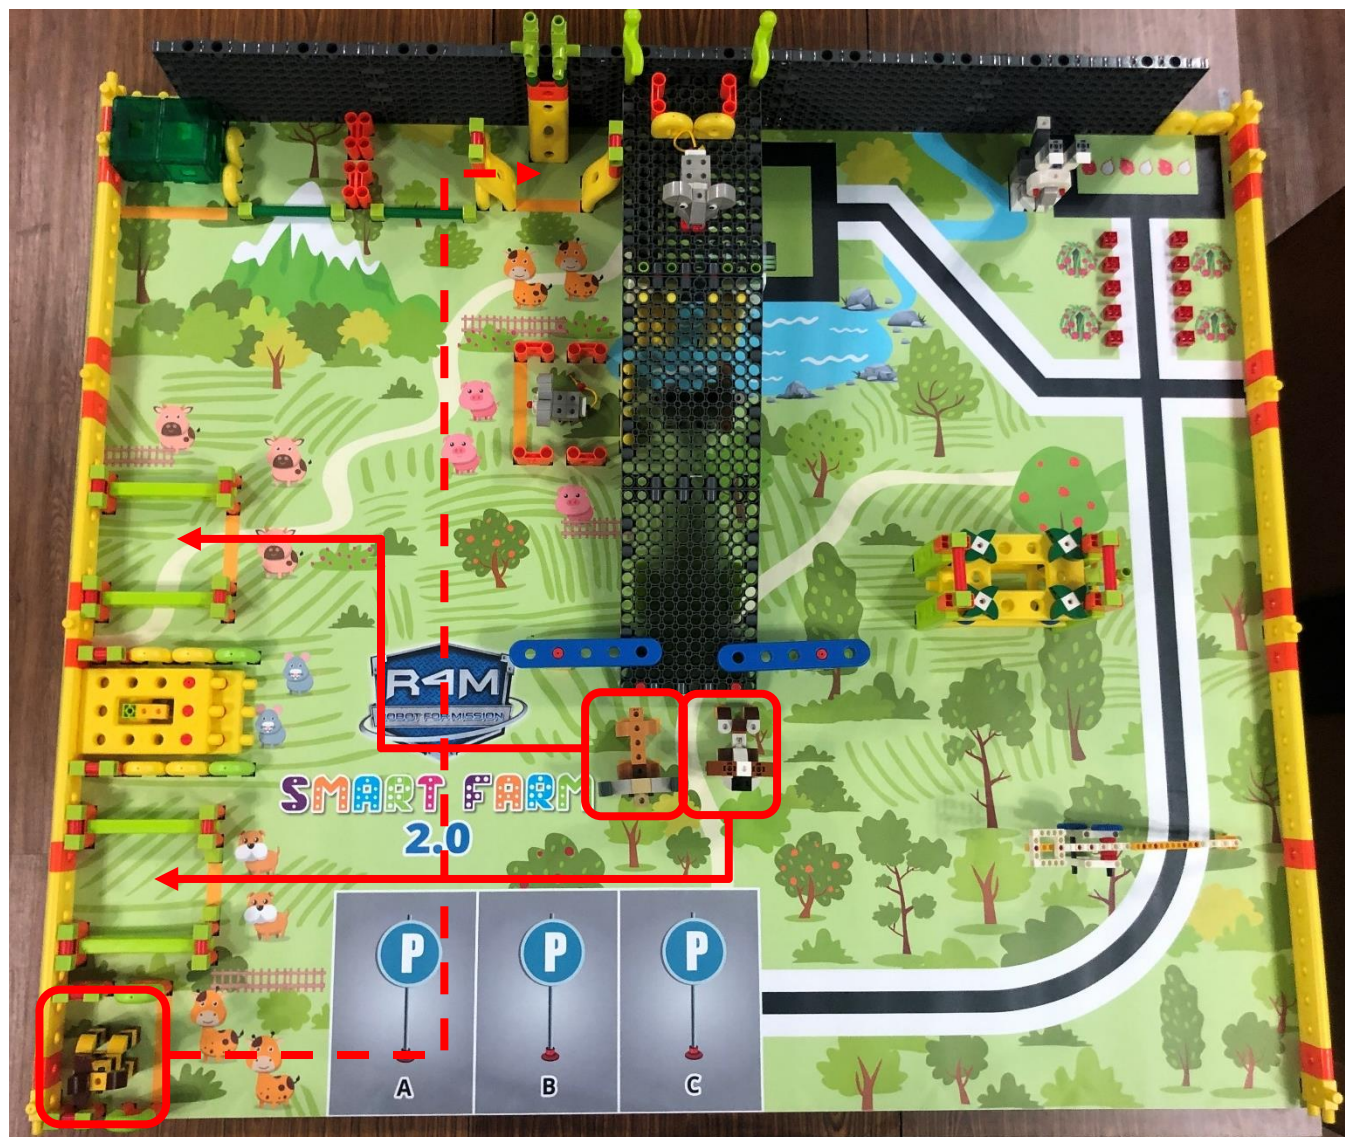 R4M
ROBOT FOR MISSION
SMART FARM
2.0
P P P
A B C